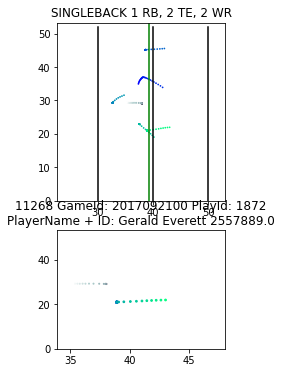 SINGLEBACK 1 RB, 2 TE, 2 WR
50
40
30
20
10
0
30 40 50
11268 GameId: 2017092100 PlayId: 1872
PlayerName + ID: Gerald Everett 2557889.0
40
20
0
35 40 45